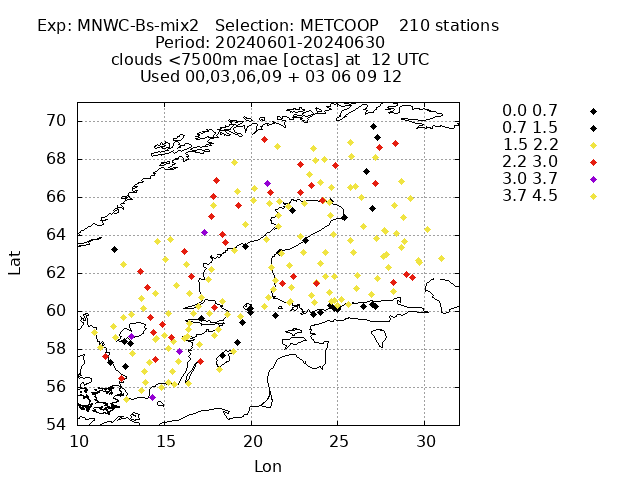 Exp: MNWC-Bs-mix2   Selection: METCOOP    210 stations
Period: 20240601-20240630
clouds <7500m mae [octas] at  12 UTC
Used 00,03,06,09 + 03 06 09 12
0.0 0.7
0.7 1.5
1.5 2.2
2.2 3.0
3.0 3.7
3.7 4.5
70
68
66
64
62
60
58
56
54
Lat
10 15 20 25 30
Lon